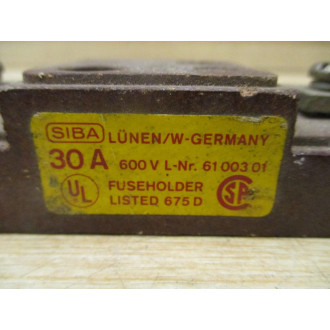 SIBA LÜNEN/W-GERMANY
30 A 600 V L-Nr. 61 003 01
UL FUSEHOLDER SP
LISTED 675 D